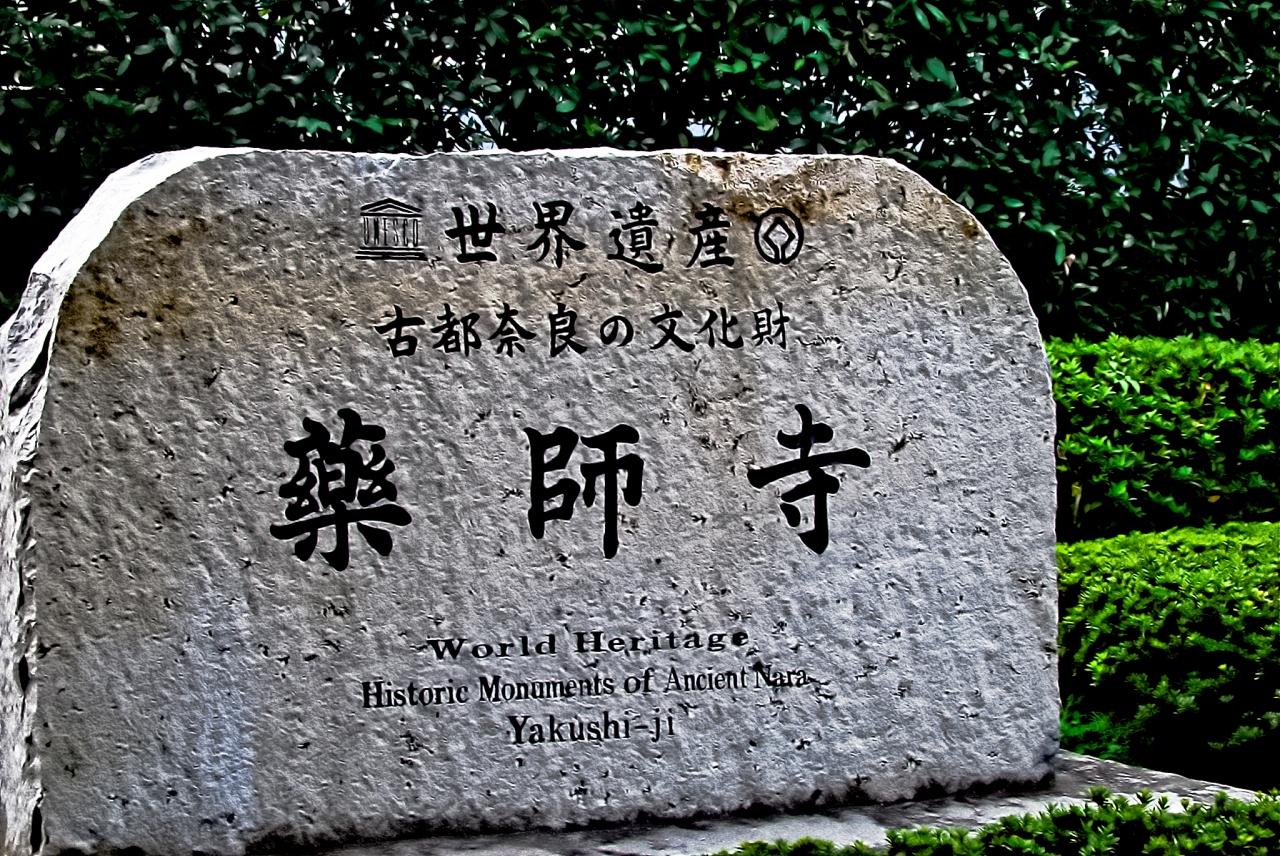 UNESCO 世界遺産
古都奈良の文化財
藥師寺
World Heritage
Historic Monuments of Ancient Nara
Yakushi-ji